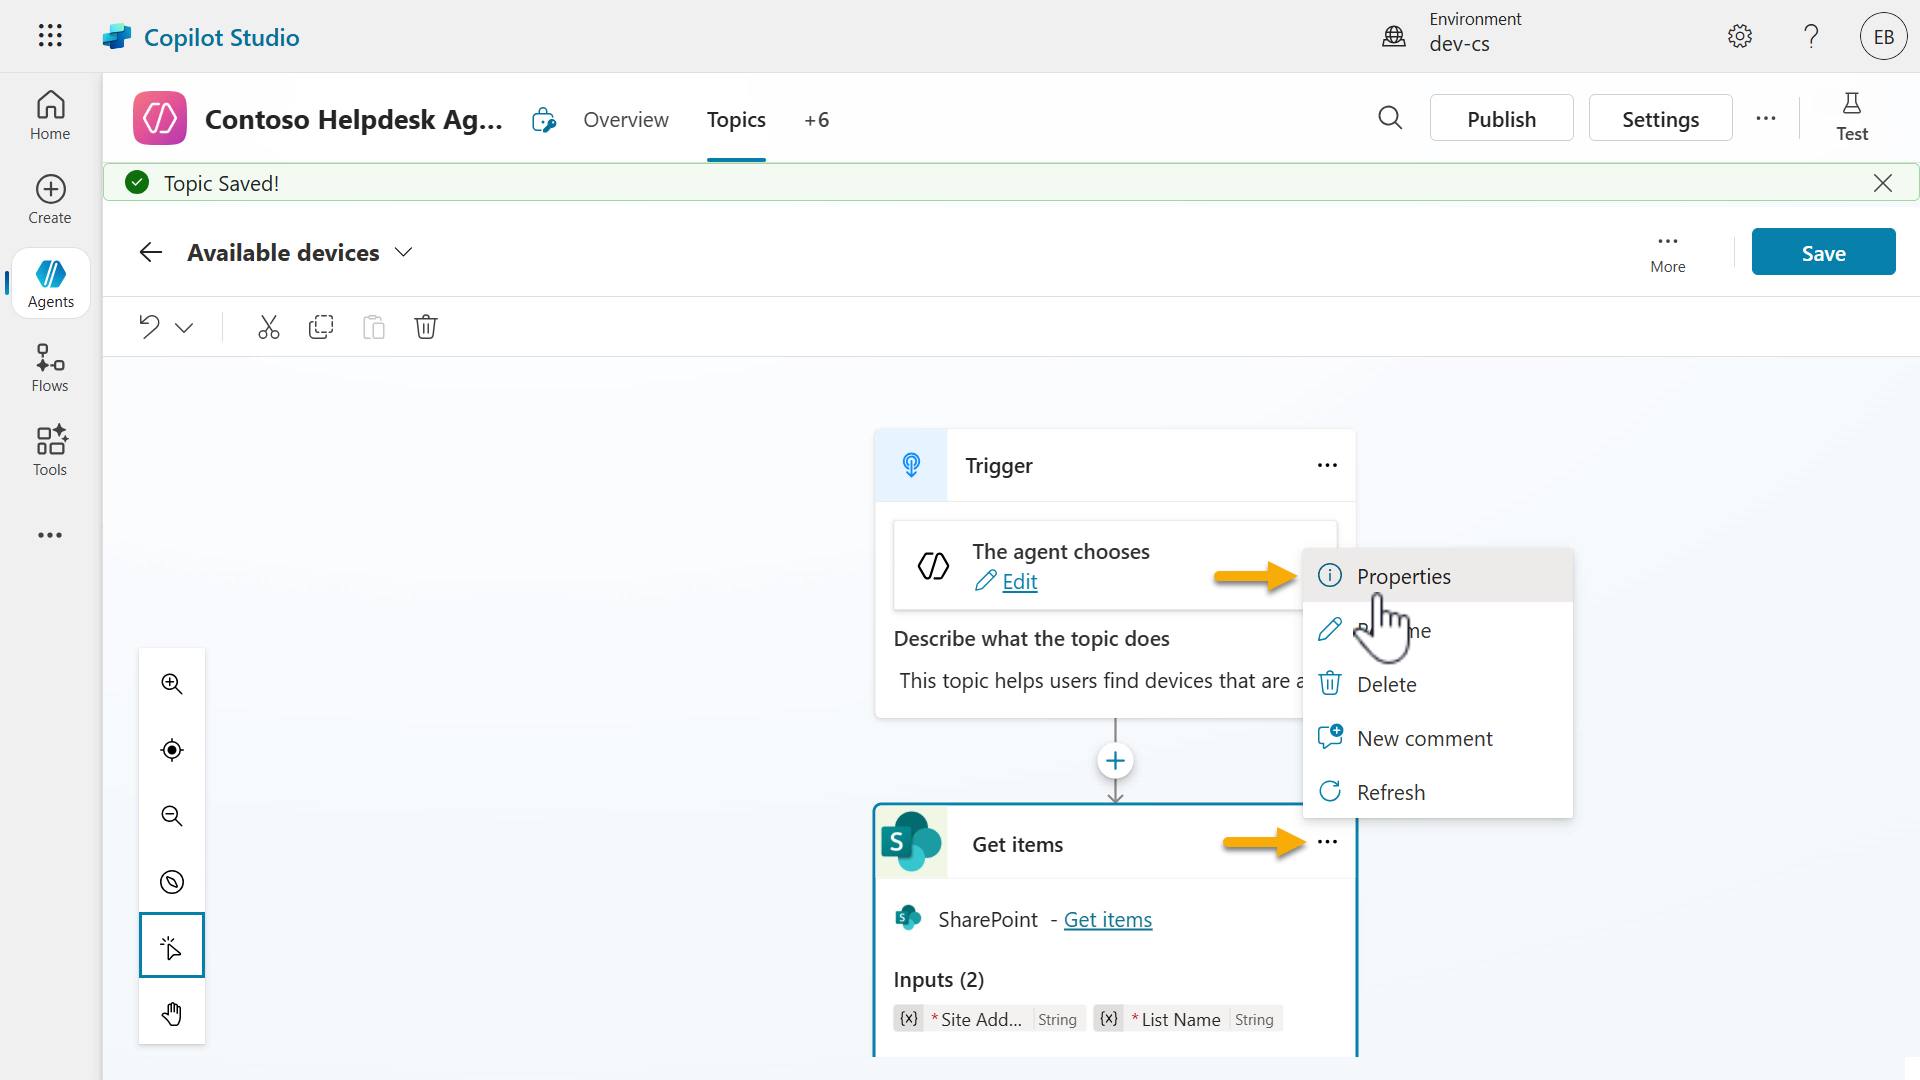 Copilot Studio
Environment
dev-cs
EB
Home
Create
Agents
Flows
Tools
Contoso Helpdesk Ag...
Overview
Topics
+6
Publish
Settings
Test
Topic Saved!
Available devices
More
Save
Trigger
The agent chooses
Edit
Describe what the topic does
This topic helps users find devices that are a
Properties
Delete
New comment
Refresh
S
Get items
S
SharePoint - Get items
Inputs (2)
{x} *Site Add... String
{x} *List Name String